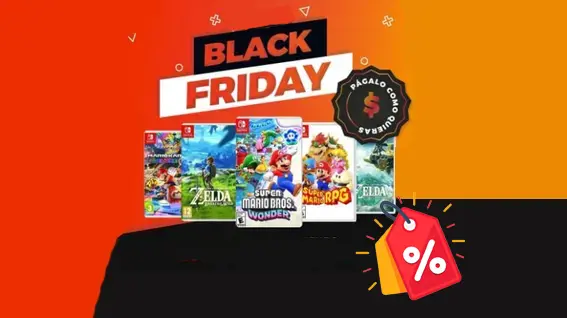 BLACK
FRIDAY
PÁGALO COMO QUIERAS
$
ZELDA
SUPER
MARIO BROS.
WONDER
SUPER
MARIO RPG
ZELDA
%